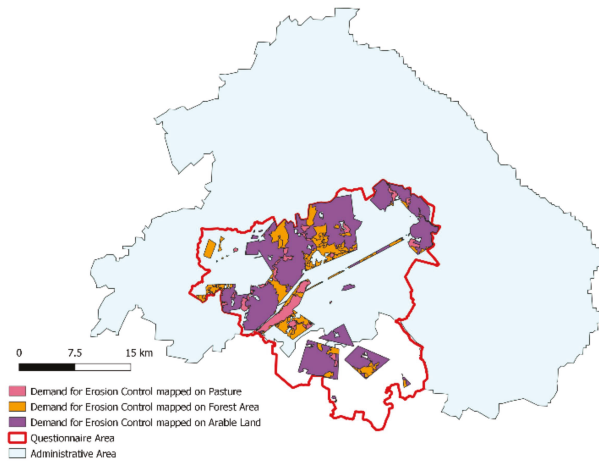 0 7.5 15 km
Demand for Erosion Control mapped on Pasture
Demand for Erosion Control mapped on Forest Area
Demand for Erosion Control mapped on Arable Land
Questionnaire Area
Administrative Area